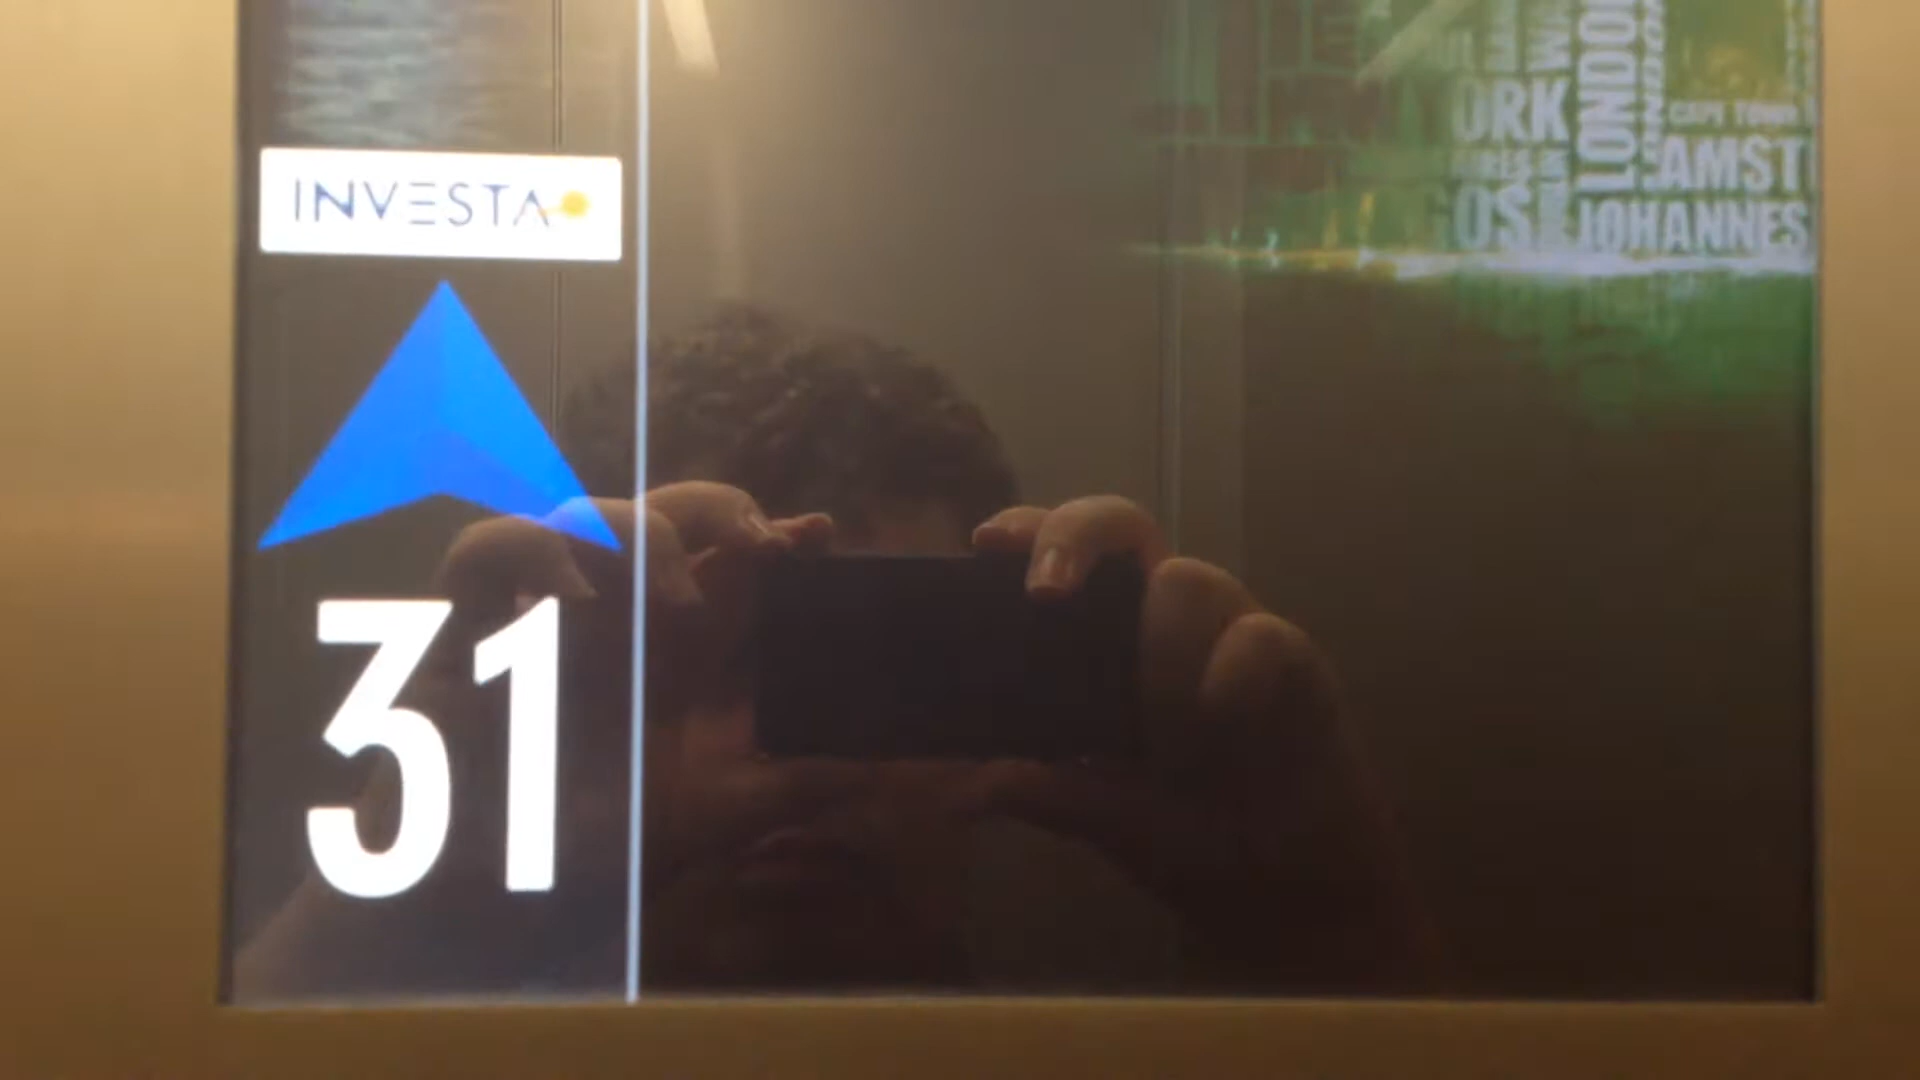 INVESTA
31
LONDON
CAPE TOWN
AMST
JOHANNES
ORK